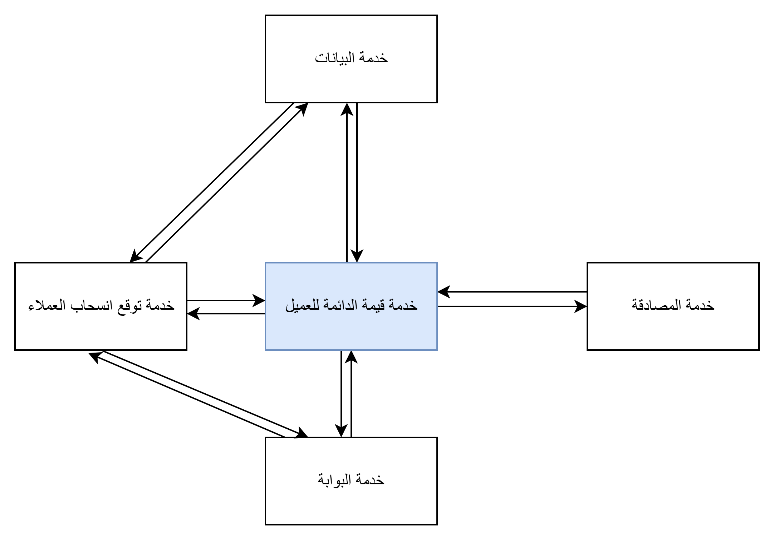 خدمة البيانات
خدمة توقع انسحاب العملاء
خدمة قيمة الدائمة للعميل
خدمة المصادقة
خدمة البوابة